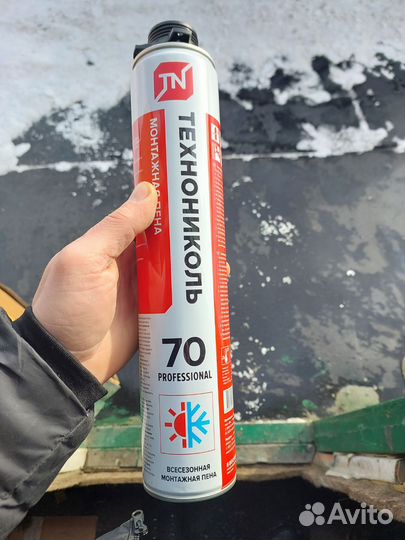 TN
ТЕХНОНИКОЛЬ
МОНТАЖНАЯ ПЕНА
70
PROFESSIONAL
ВСЕСЕЗОННАЯ
МОНТАЖНАЯ ПЕНА
Avito